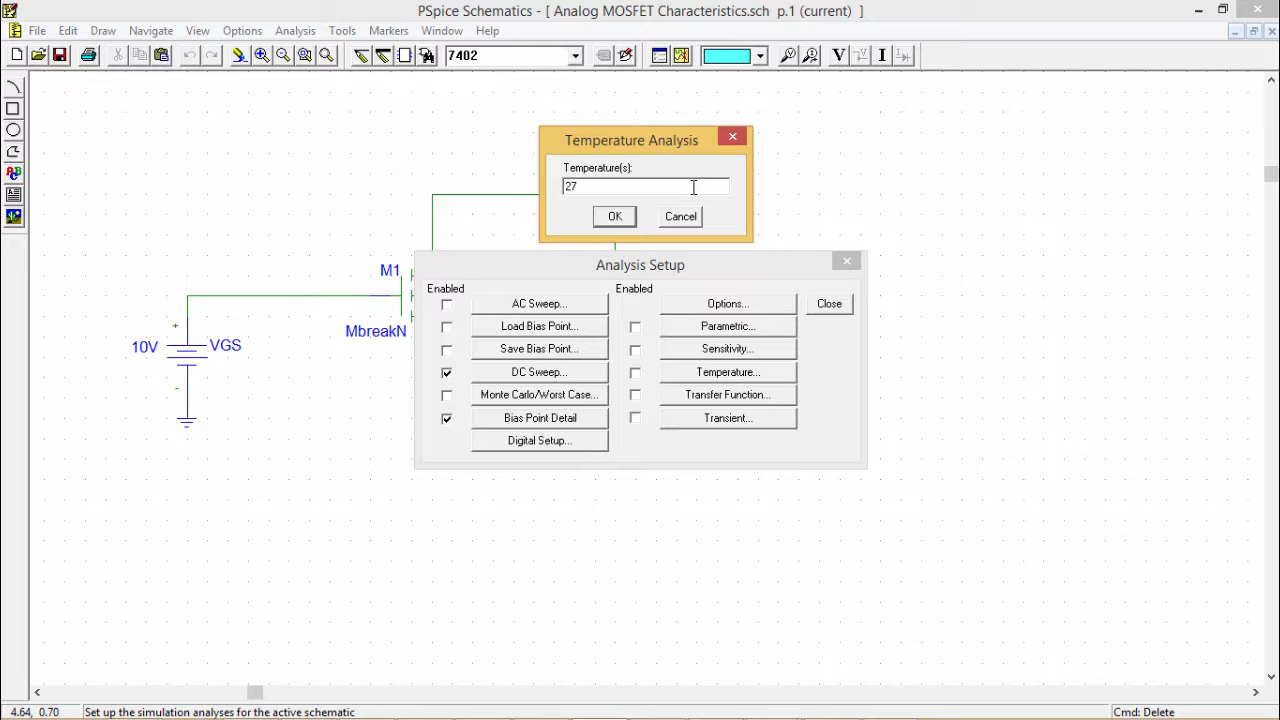 PSpice Schematics - [ Analog MOSFET Characteristics.sch p.1 (current) ]
File Edit Draw Navigate View Options Analysis Tools Markers Window Help
7402 V I
Temperature Analysis
Temperature(s):
27
OK Cancel
Analysis Setup
Enabled Enabled
AC Sweep... Options... Close
Load Bias Point... Parametric...
Save Bias Point... Sensitivity...
DC Sweep... Temperature...
Monte Carlo/Worst Case... Transfer Function...
Bias Point Detail Transient...
Digital Setup...
M1
MbreakN
+
10V VGS
-
4.64, 0.70 Set up the simulation analyses for the active schematic Cmd: Delete